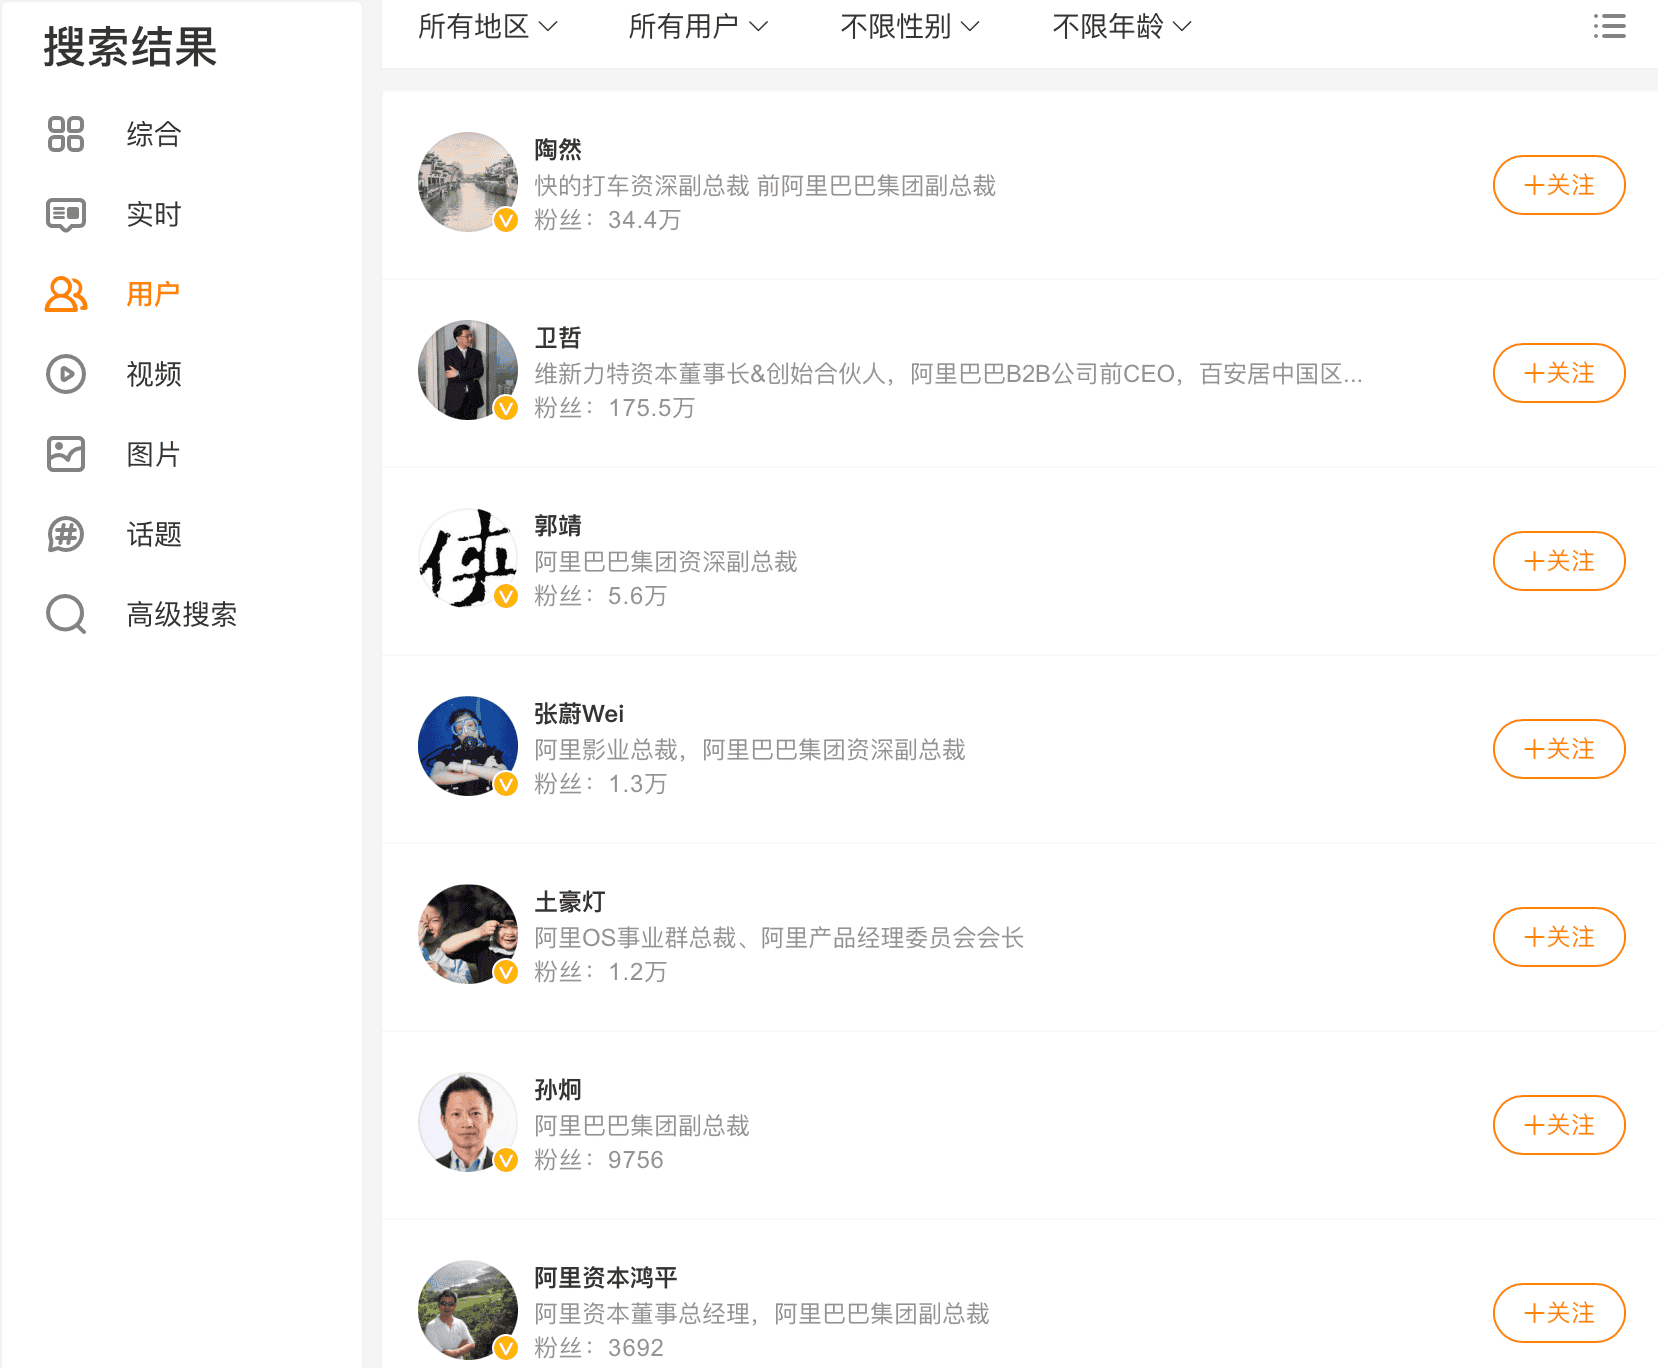 搜索结果
综合
实时
用户
视频
图片
话题
高级搜索
所有地区 所有用户 不限性别 不限年龄
陶然
快的打车资深副总裁 前阿里巴巴集团副总裁
粉丝：34.4万
+关注
卫哲
维新力特资本董事长&创始合伙人，阿里巴巴B2B公司前CEO，百安居中国区...
粉丝：175.5万
+关注
侠
郭靖
阿里巴巴集团资深副总裁
粉丝：5.6万
+关注
张蔚Wei
阿里影业总裁，阿里巴巴集团资深副总裁
粉丝：1.3万
+关注
土豪灯
阿里OS事业群总裁、阿里产品经理委员会会长
粉丝：1.2万
+关注
孙炯
阿里巴巴集团副总裁
粉丝：9756
+关注
阿里资本鸿平
阿里资本董事总经理，阿里巴巴集团副总裁
粉丝：3692
+关注